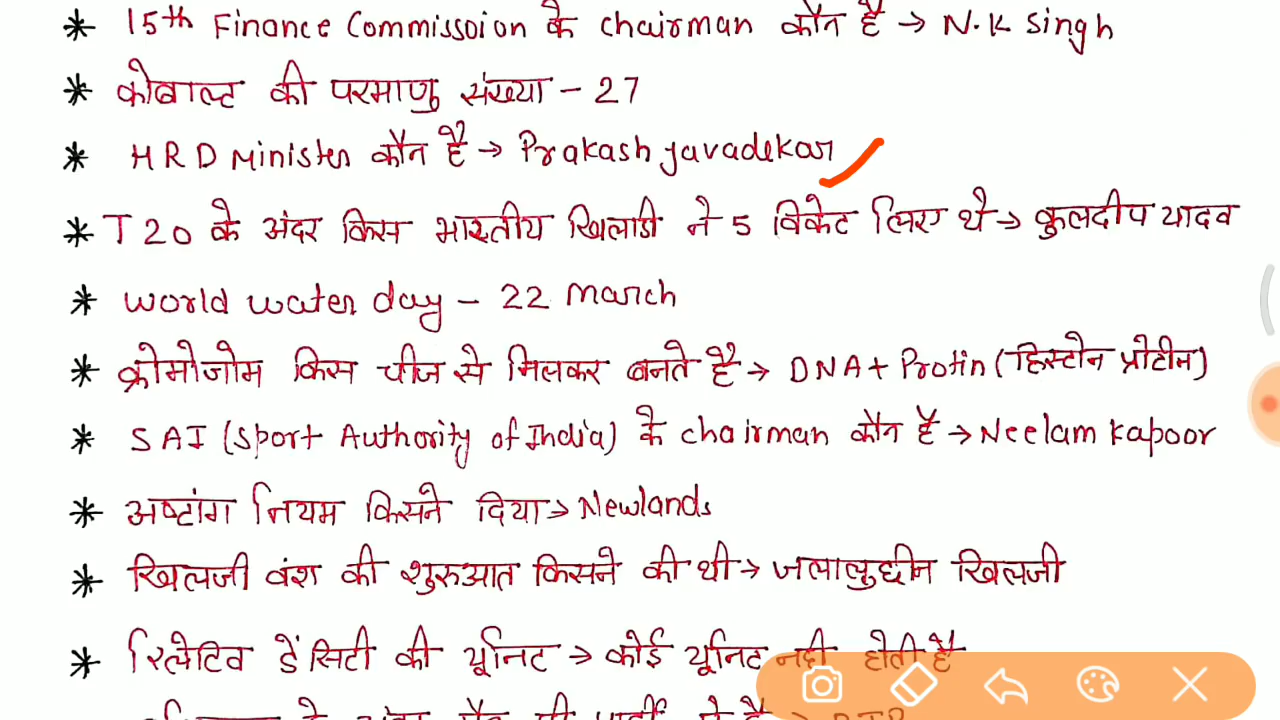 * 15th Finance Commissoion के chairman कौन है → N.K Singh
* कोबाल्ट की परमाणु संख्या - 27
* HRD Minister कौन है → Prakash javadekar
* T20 के अंदर किस भारतीय खिलाडी ने 5 विकेट लिए थे → कुलदीप यादव
* World water day - 22 march
* क्रोमोजोम किस चीज से मिलकर बनते है → DNA + Protin (हिस्टोन प्रोटीन)
* SAI (Sport Authority of India) के chairman कौन है → Neelam kapoor
* अष्टांग नियम किसने दिया → Newlands
* खिलजी वंश की शुरुआत किसने की थी → जलालुद्दीन खिलजी
* रिलेटिव डेंसिटी की यूनिट → कोई यूनिट नही होती है